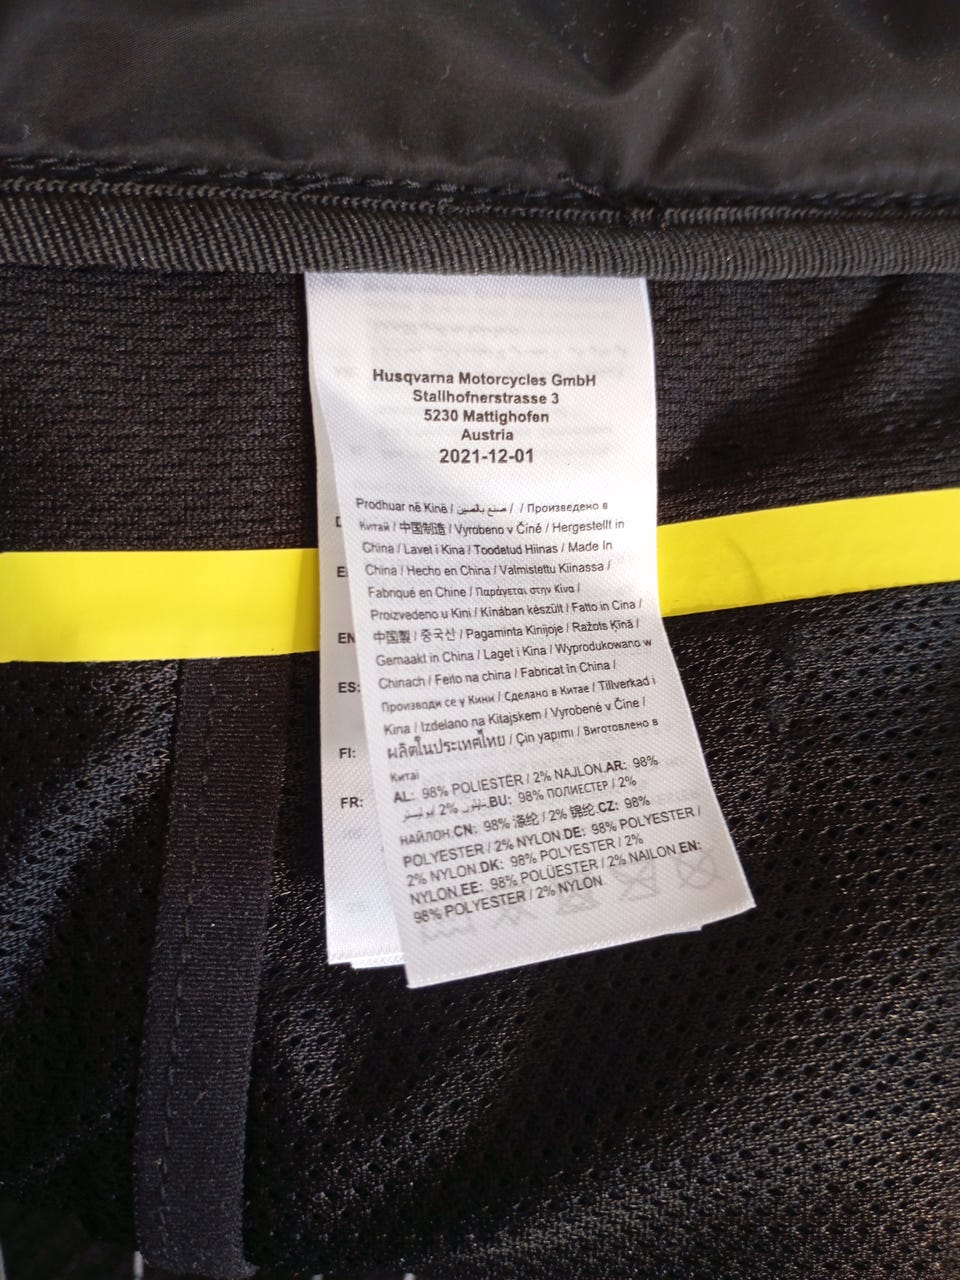 Husqvarna Motorcycles GmbH
Stallhofnerstrasse 3
5230 Mattighofen
Austria
2021-12-01
Prodhuar në Kinë / صنع بالصين / / Произведено в
Китай / 中国制造 / Vyrobeno v Číně / Hergestellt in
China / Lavet i Kina / Toodetud Hiinas / Made In
China / Hecho en China / Valmistettu Kiinassa /
Fabriqué en Chine / Παράγεται στην Κίνα /
Proizvedeno u Kini / Kínában készült / Fatto in Cina /
中国製 / 중국산 / Pagaminta Kinijoje / Ražots Ķīnā /
Gemaakt in China / Laget i Kina / Wyprodukowano w
Chinach / Feito na china / Fabricat în China /
Произведи се у Кини / Сделано в Китае / Tillverkad i
Kina / Izdelano na Kitajskem / Vyrobené v Číne /
ผลิตในประเทศไทย / Çin yapımı / Виготовлено в
Китаї
AL: 98% POLIESTËR / 2% NAJLON.AR: 98%
بوليستر 2% نايلون.BU: 98% ПОЛИЕСТЕР / 2%
НАЙЛОН.CN: 98% 涤纶 / 2% 锦纶.CZ: 98%
POLYESTER / 2% NYLON.DE: 98% POLYESTER /
2% NYLON.DK: 98% POLYESTER / 2%
NYLON.EE: 98% POLÜESTER / 2% NAILON EN:
98% POLYESTER / 2% NYLON.
EN:
ES:
FI:
FR: